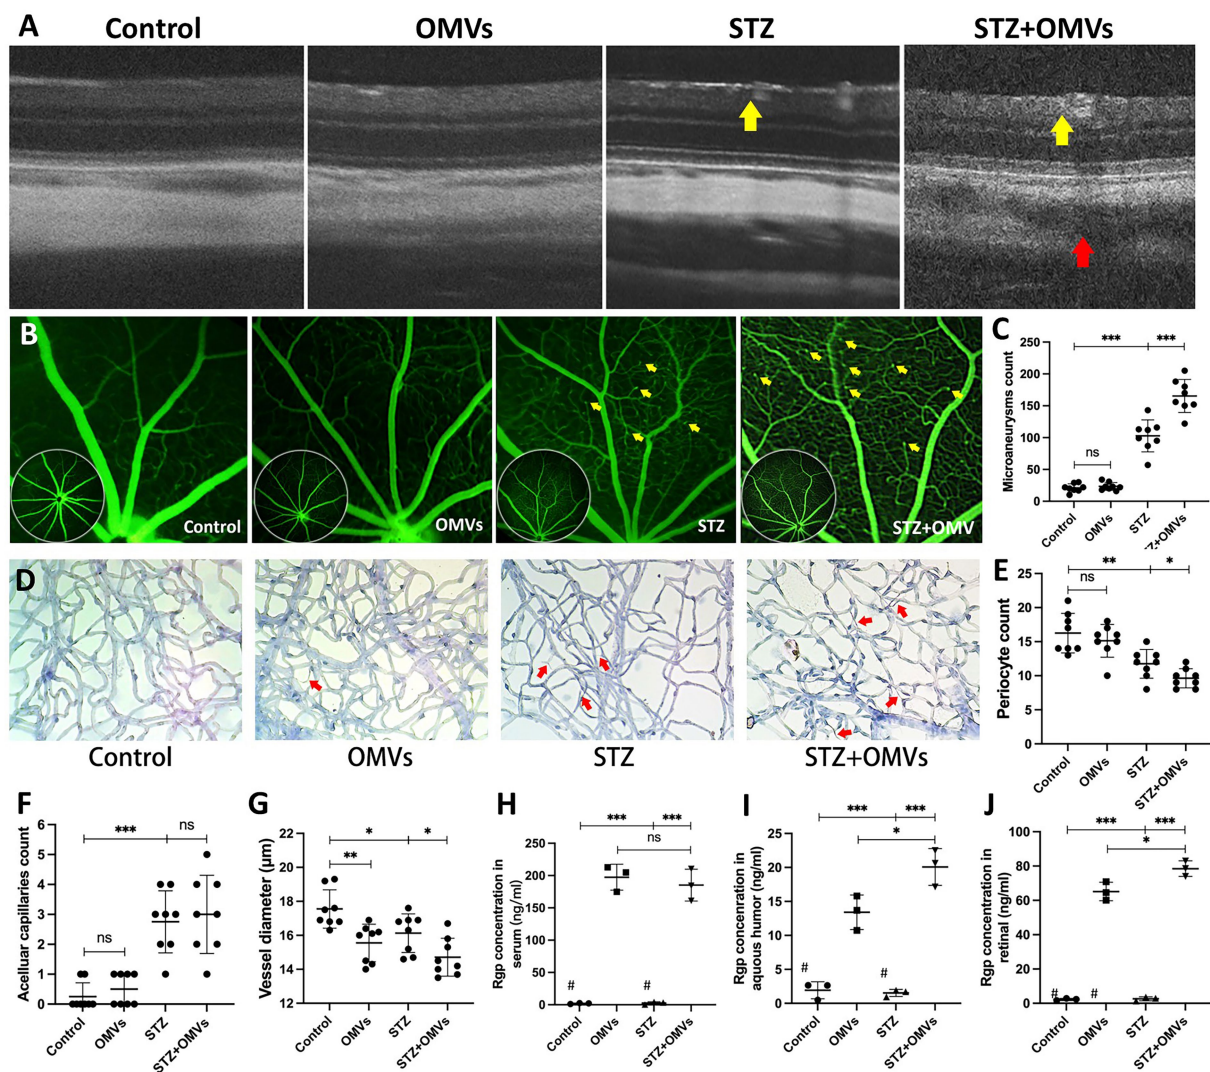 A
Control
OMVs
STZ
STZ+OMVs
B
Control
OMVs
STZ
STZ+OMV
C
Microaneurysms count
250
200
150
100
50
0
***
***
ns
Control
OMVs
STZ
TZ+OMVs
D
Control
OMVs
STZ
STZ+OMVs
E
Periocyte count
25
20
15
10
5
0
**
*
ns
Control
OMVs
STZ
STZ+OMVs
F
Acelluar capillaries count
6
5
4
3
2
1
0
***
ns
ns
Control
OMVs
STZ
STZ+OMVs
G
Vessel diameter (μm)
22
20
18
16
14
12
*
*
**
Control
OMVs
STZ
STZ+OMVs
H
Rgp concentration in
serum (ng/ml)
250
200
150
100
50
0
***
***
ns
#
#
Control
OMVs
STZ
STZ+OMVs
I
Rgp concentration in
aqueous humor (ng/ml)
25
20
15
10
5
0
***
***
*
#
#
Control
OMVs
STZ
STZ+OMVs
J
Rgp concentration in
retinal (ng/ml)
100
80
60
40
20
0
***
***
*
#
#
Control
OMVs
STZ
STZ+OMVs